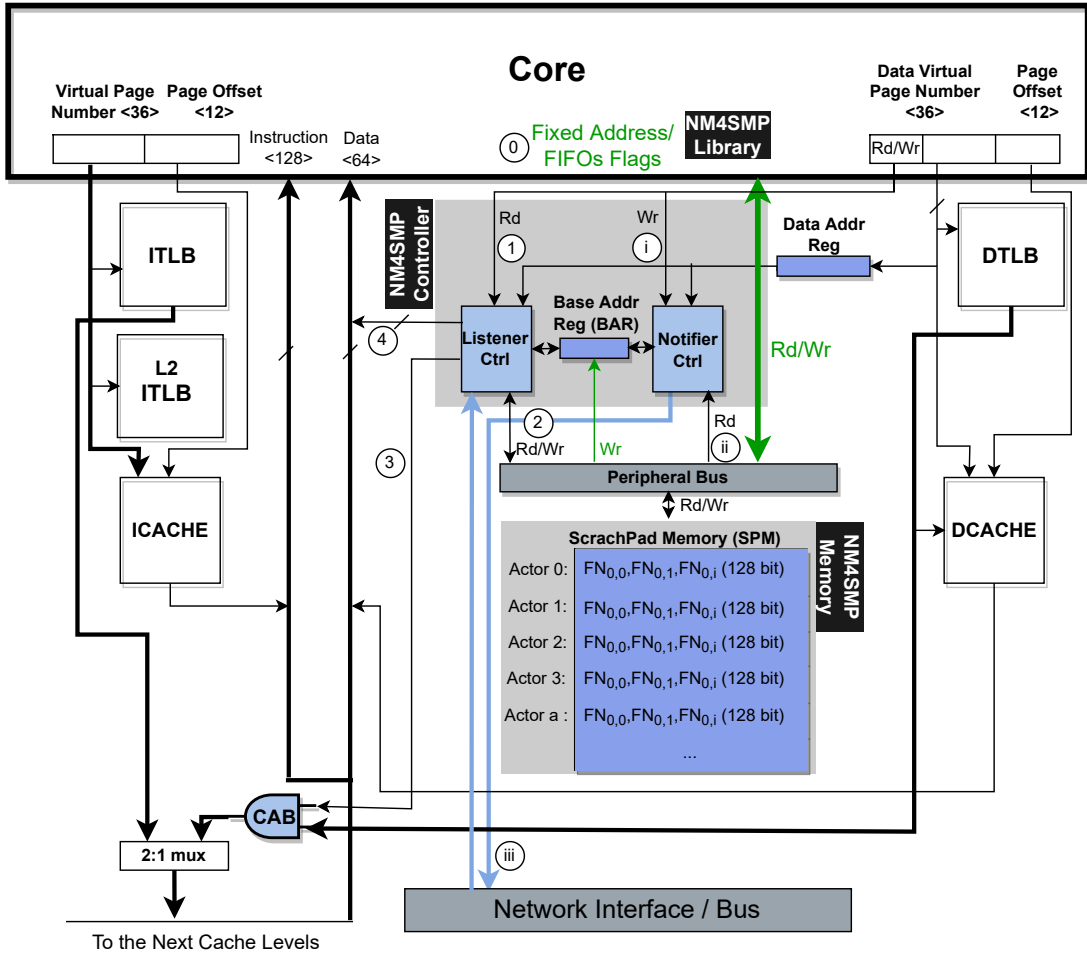 Core
Virtual Page
Number <36>
Page Offset
<12>
Instruction
<128>
Data
<64>
0
Fixed Address/
FIFOs Flags
NM4SMP
Library
Data Virtual
Page Number
<36>
Page
Offset
<12>
Rd/Wr
NM4SMP
Controller
Rd
1
Wr
i
Data Addr
Reg
ITLB
DTLB
4
Listener
Ctrl
Base Addr
Reg (BAR)
Notifier
Ctrl
Rd/Wr
L2
ITLB
3
2
Rd/Wr
Wr
Rd
ii
Peripheral Bus
Rd/Wr
ICACHE
DCACHE
ScrachPad Memory (SPM)
NM4SMP
Memory
Actor 0: FN0,0,FN0,1,FN0,i (128 bit)
Actor 1: FN0,0,FN0,1,FN0,i (128 bit)
Actor 2: FN0,0,FN0,1,FN0,i (128 bit)
Actor 3: FN0,0,FN0,1,FN0,i (128 bit)
Actor a : FN0,0,FN0,1,FN0,i (128 bit)
...
CAB
2:1 mux
iii
Network Interface / Bus
To the Next Cache Levels